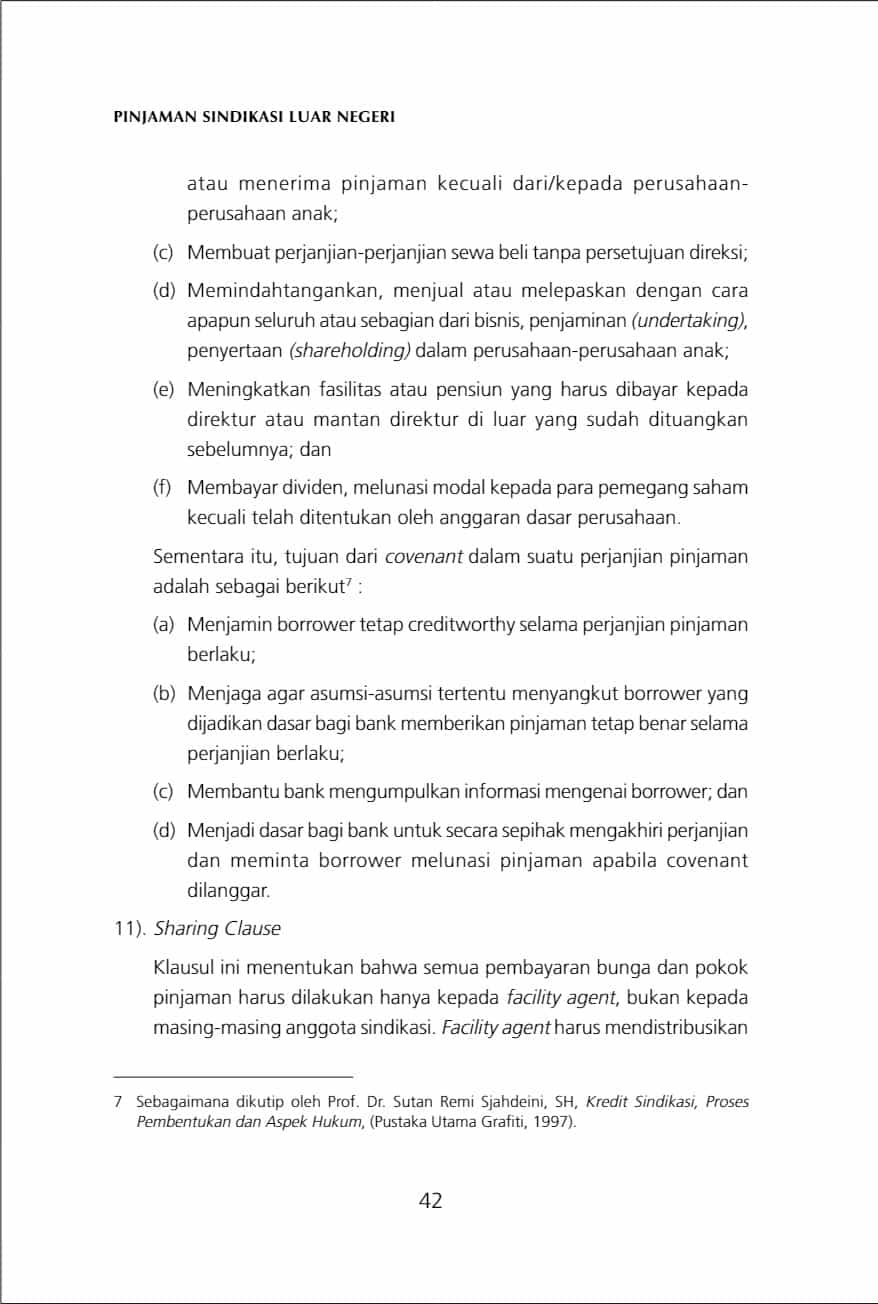 PINJAMAN SINDIKASI LUAR NEGERI
atau menerima pinjaman kecuali dari/kepada perusahaan-
perusahaan anak;
(c) Membuat perjanjian-perjanjian sewa beli tanpa persetujuan direksi;
(d) Memindahtangankan, menjual atau melepaskan dengan cara
apapun seluruh atau sebagian dari bisnis, penjaminan (undertaking),
penyertaan (shareholding) dalam perusahaan-perusahaan anak;
(e) Meningkatkan fasilitas atau pensiun yang harus dibayar kepada
direktur atau mantan direktur di luar yang sudah dituangkan
sebelumnya; dan
(f) Membayar dividen, melunasi modal kepada para pemegang saham
kecuali telah ditentukan oleh anggaran dasar perusahaan.
Sementara itu, tujuan dari covenant dalam suatu perjanjian pinjaman
adalah sebagai berikut⁷ :
(a) Menjamin borrower tetap creditworthy selama perjanjian pinjaman
berlaku;
(b) Menjaga agar asumsi-asumsi tertentu menyangkut borrower yang
dijadikan dasar bagi bank memberikan pinjaman tetap benar selama
perjanjian berlaku;
(c) Membantu bank mengumpulkan informasi mengenai borrower; dan
(d) Menjadi dasar bagi bank untuk secara sepihak mengakhiri perjanjian
dan meminta borrower melunasi pinjaman apabila covenant
dilanggar.
11). Sharing Clause
Klausul ini menentukan bahwa semua pembayaran bunga dan pokok
pinjaman harus dilakukan hanya kepada facility agent, bukan kepada
masing-masing anggota sindikasi. Facility agent harus mendistribusikan
7 Sebagaimana dikutip oleh Prof. Dr. Sutan Remi Sjahdeini, SH, Kredit Sindikasi, Proses
Pembentukan dan Aspek Hukum, (Pustaka Utama Grafiti, 1997).
42